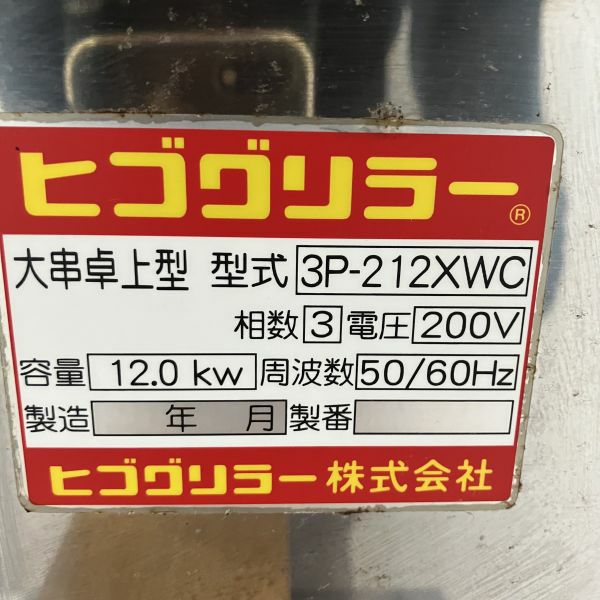 ヒゴグリラー®
大串卓上型 型式 3P-212XWC
相数 3 電圧 200V
容量 12.0 kw 周波数 50/60Hz
製造 年 月 製番
ヒゴグリラー株式会社